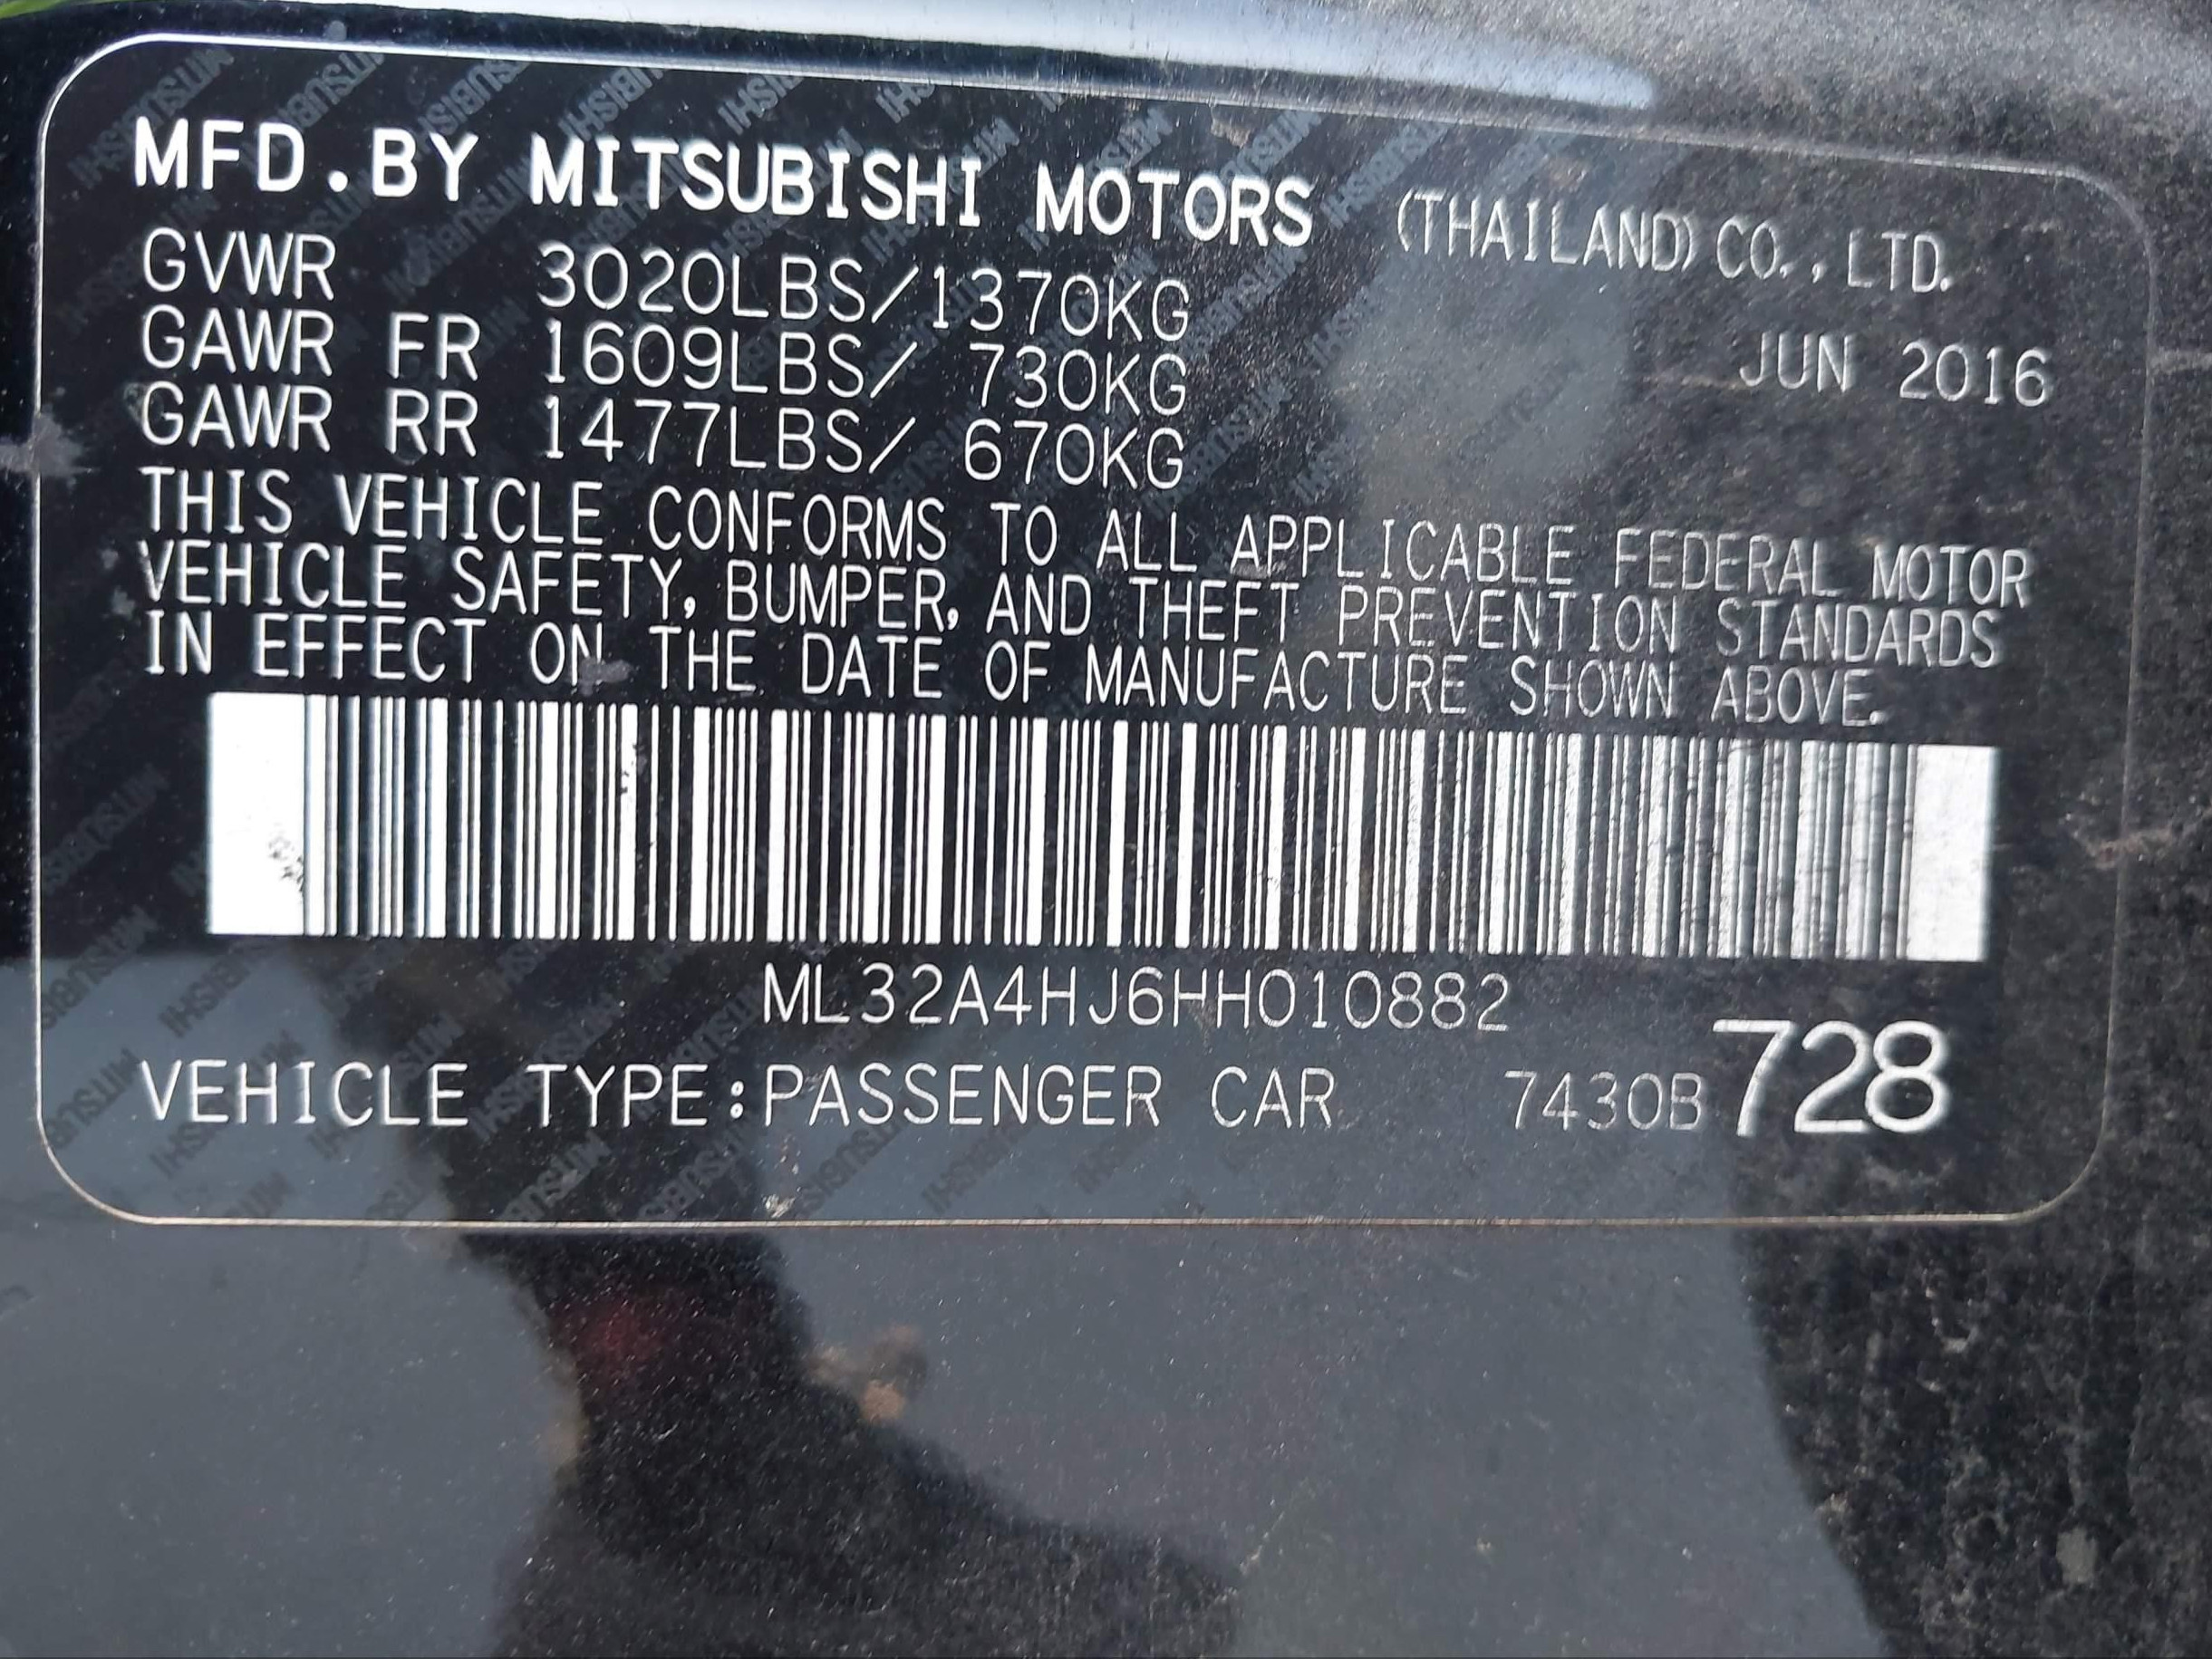 MFD.BY MITSUBISHI MOTORS (THAILAND) CO., LTD.
GVWR 3020LBS/1370KG
JUN 2016
GAWR FR 1609LBS/ 730KG
GAWR RR 1477LBS/ 670KG
THIS VEHICLE CONFORMS TO ALL APPLICABLE FEDERAL MOTOR
VEHICLE SAFETY, BUMPER, AND THEFT PREVENTION STANDARDS
IN EFFECT ON THE DATE OF MANUFACTURE SHOWN ABOVE.
ML32A4HJ6HH010882
VEHICLE TYPE:PASSENGER CAR 7430B 728